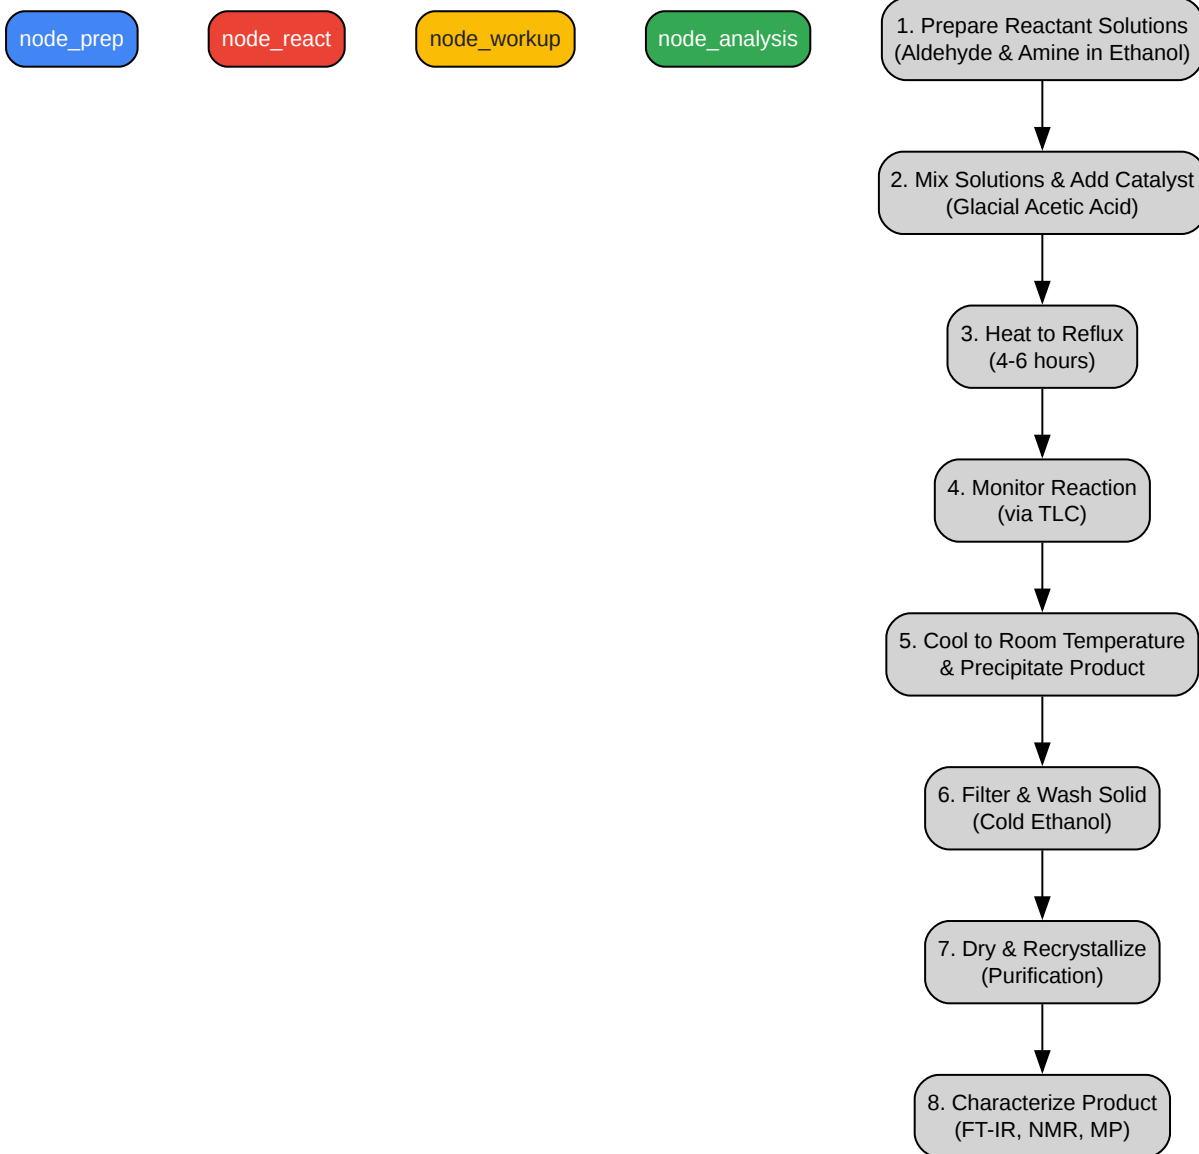 node_prep
node_react
node_workup
node_analysis
1. Prepare Reactant Solutions
(Aldehyde & Amine in Ethanol)
2. Mix Solutions & Add Catalyst
(Glacial Acetic Acid)
3. Heat to Reflux
(4-6 hours)
4. Monitor Reaction
(via TLC)
5. Cool to Room Temperature
& Precipitate Product
6. Filter & Wash Solid
(Cold Ethanol)
7. Dry & Recrystallize
(Purification)
8. Characterize Product
(FT-IR, NMR, MP)